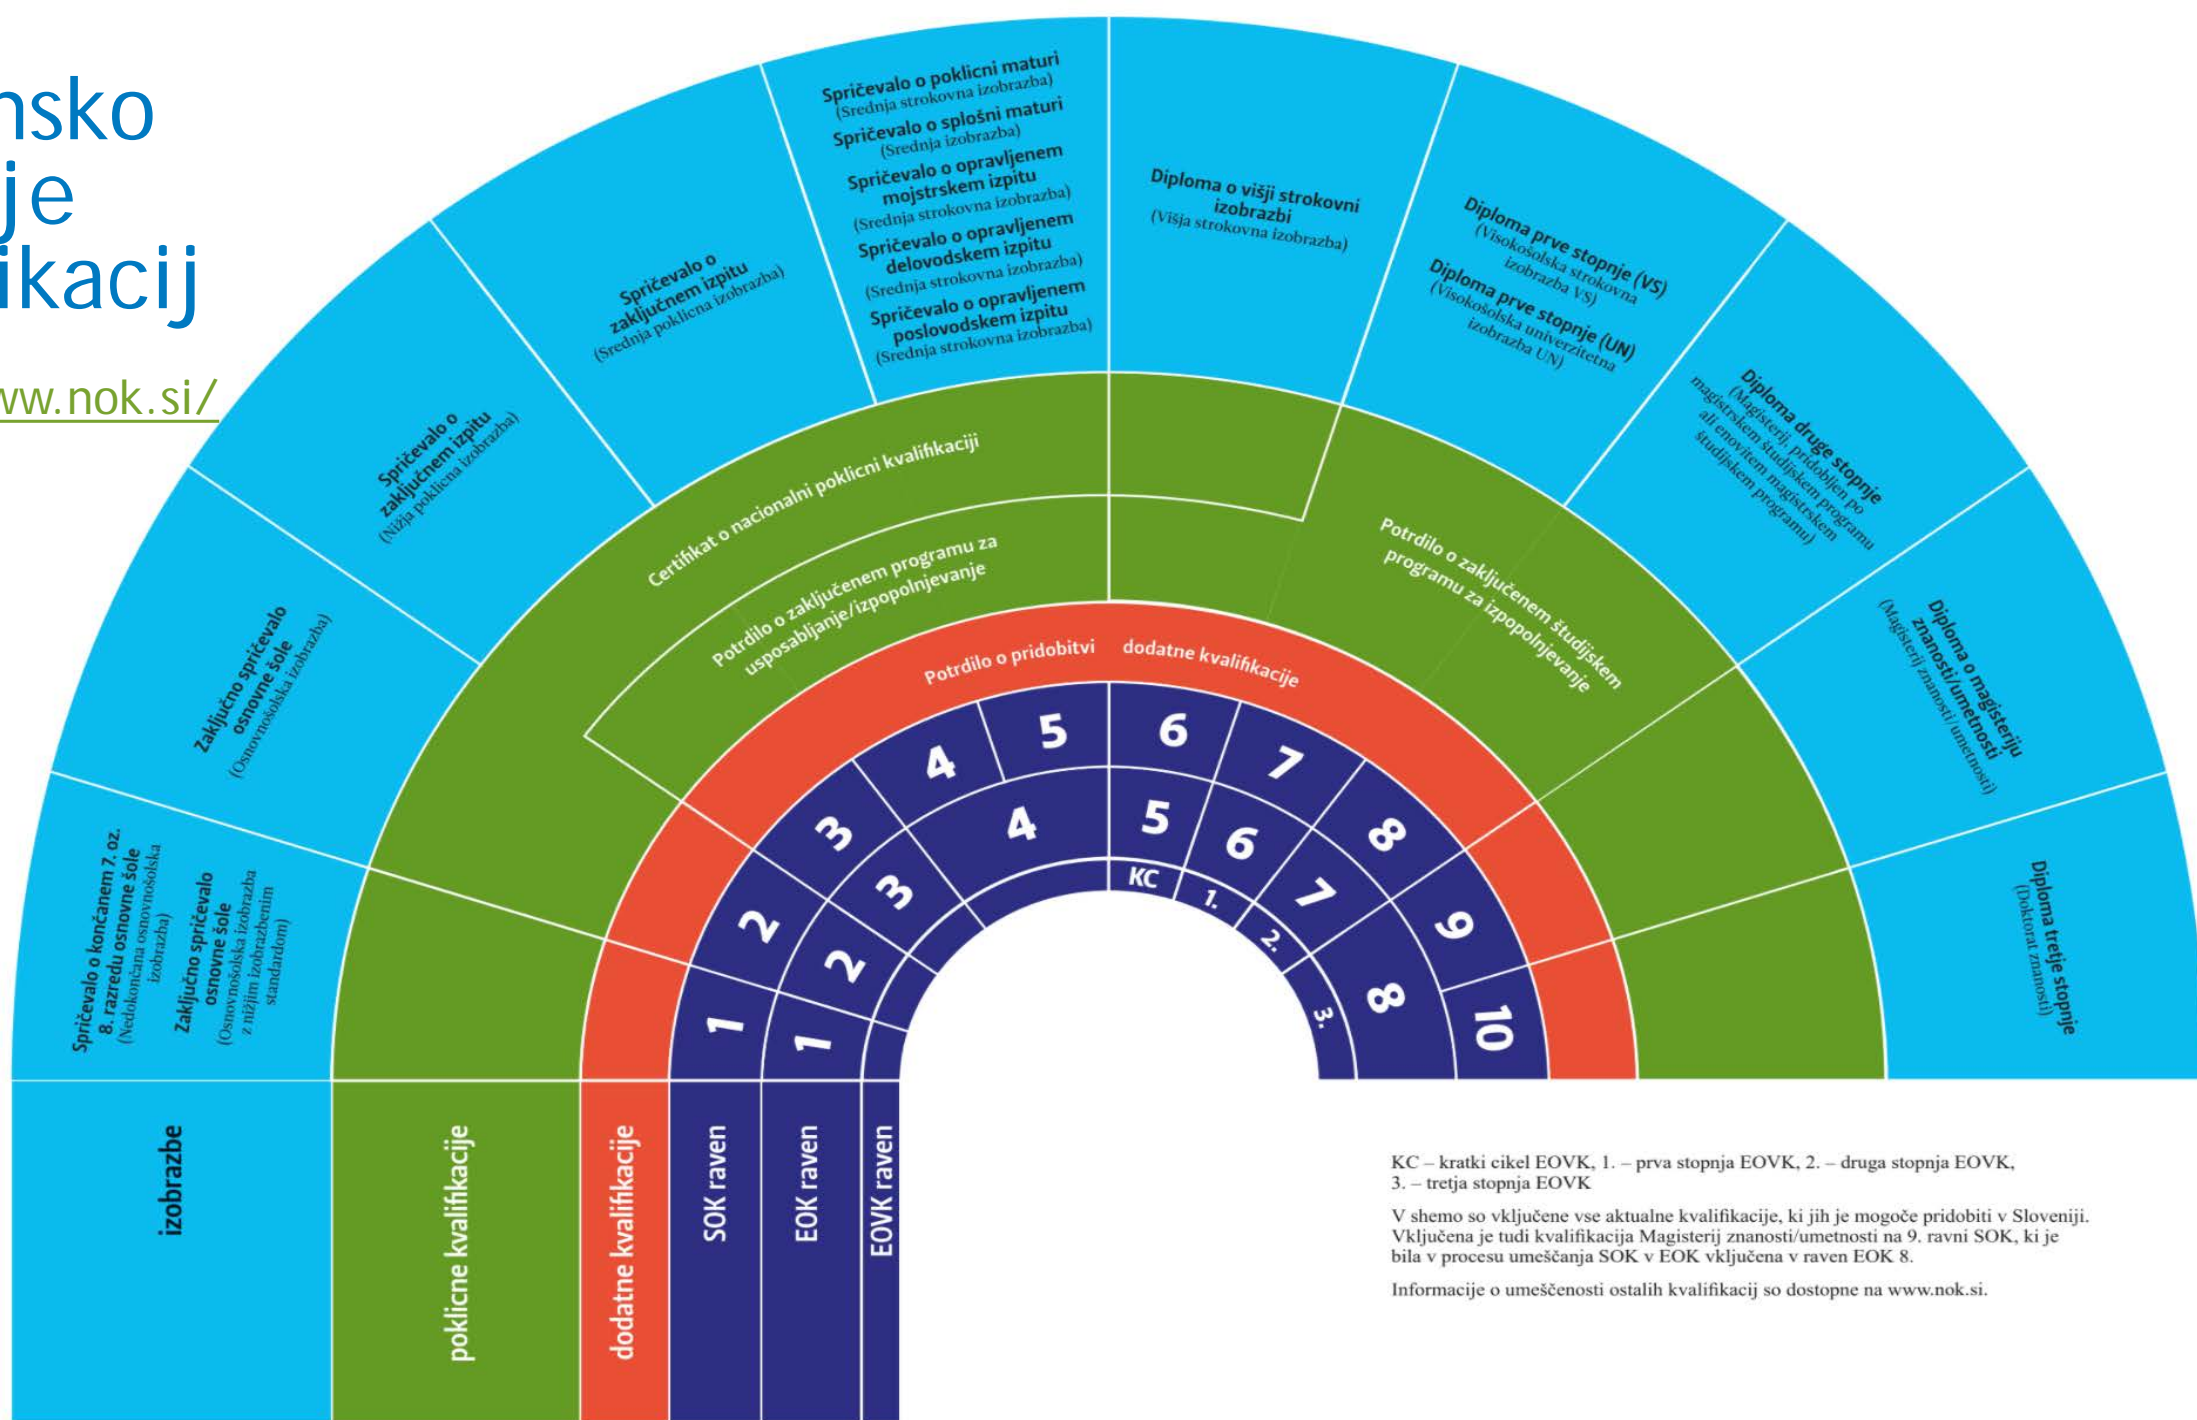 nsko
je
ikacij
ww.nok.si/
Spričevalo o končanem 7. oz.
8. razredu osnovne šole
(Nedokončana osnovnošolska
izobrazba)
Zaključno spričevalo
osnovne šole
(Osnovnošolska izobrazba
z nižjim izobrazbenim
standardom)
Zaključno spričevalo
osnovne šole
(Osnovnošolska izobrazba)
Spričevalo o
zaključnem izpitu
(Nižja poklicna izobrazba)
Spričevalo o
zaključnem izpitu
(Srednja poklicna izobrazba)
Spričevalo o poklicni maturi
(Srednja strokovna izobrazba)
Spričevalo o splošni maturi
(Srednja izobrazba)
Spričevalo o opravljenem
mojstrskem izpitu
(Srednja strokovna izobrazba)
Spričevalo o opravljenem
delovodskem izpitu
(Srednja strokovna izobrazba)
Spričevalo o opravljenem
poslovodskem izpitu
(Srednja strokovna izobrazba)
Diploma o višji strokovni
izobrazbi
(Višja strokovna izobrazba)
Diploma prve stopnje (VS)
(Visokošolska strokovna
izobrazba VS)
Diploma prve stopnje (UN)
(Visokošolska univerzitetna
izobrazba UN)
Diploma druge stopnje
(Magisterij, pridobljen po
magistrskem študijskem programu
ali enovitem magistrskem
študijskem programu)
Diploma o magisteriju
znanosti/umetnosti
(Magisterij znanosti/umetnosti)
Diploma tretje stopnje
(Doktorat znanosti)
Certifikat o nacionalni poklicni kvalifikaciji
Potrdilo o zaključenem programu za
usposabljanje/izpopolnjevanje
Potrdilo o zaključenem študijskem
programu za izpopolnjevanje
Potrdilo o pridobitvi dodatne kvalifikacije
1 2 3 4 5 6 7 8 9 10
1 2 3 4 5 6 7 8
KC 1. 2. 3.
izobrazbe
poklicne kvalifikacije
dodatne kvalifikacije
SOK raven
EOK raven
EOVK raven
KC – kratki cikel EOVK, 1. – prva stopnja EOVK, 2. – druga stopnja EOVK,
3. – tretja stopnja EOVK
V shemo so vključene vse aktualne kvalifikacije, ki jih je mogoče pridobiti v Sloveniji.
Vključena je tudi kvalifikacija Magisterij znanosti/umetnosti na 9. ravni SOK, ki je
bila v procesu umeščanja SOK v EOK vključena v raven EOK 8.
Informacije o umeščenosti ostalih kvalifikacij so dostopne na www.nok.si.